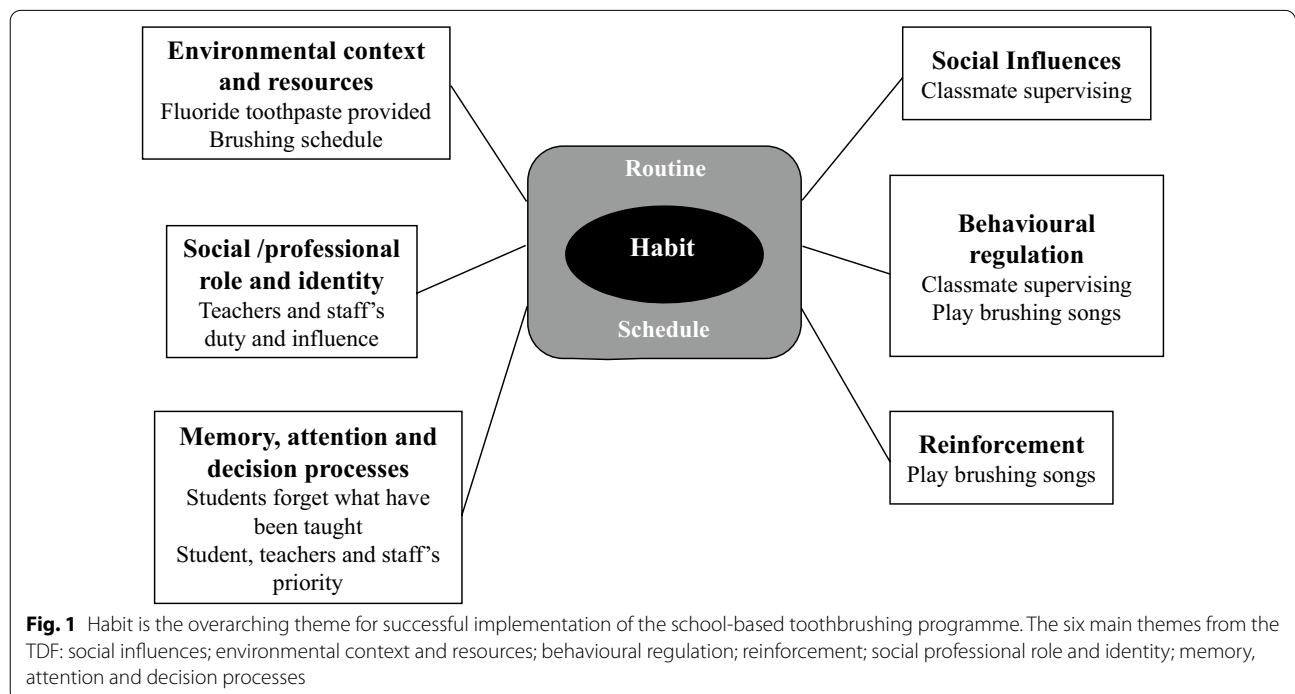 Environmental context
and resources
Fluoride toothpaste provided
Brushing schedule
Social /professional
role and identity
Teachers and staff's
duty and influence
Memory, attention and
decision processes
Students forget what have
been taught
Student, teachers and staff's
priority
Routine
Habit
Schedule
Social Influences
Classmate supervising
Behavioural
regulation
Classmate supervising
Play brushing songs
Reinforcement
Play brushing songs
Fig. 1 Habit is the overarching theme for successful implementation of the school-based toothbrushing programme. The six main themes from the
TDF: social influences; environmental context and resources; behavioural regulation; reinforcement; social professional role and identity; memory,
attention and decision processes